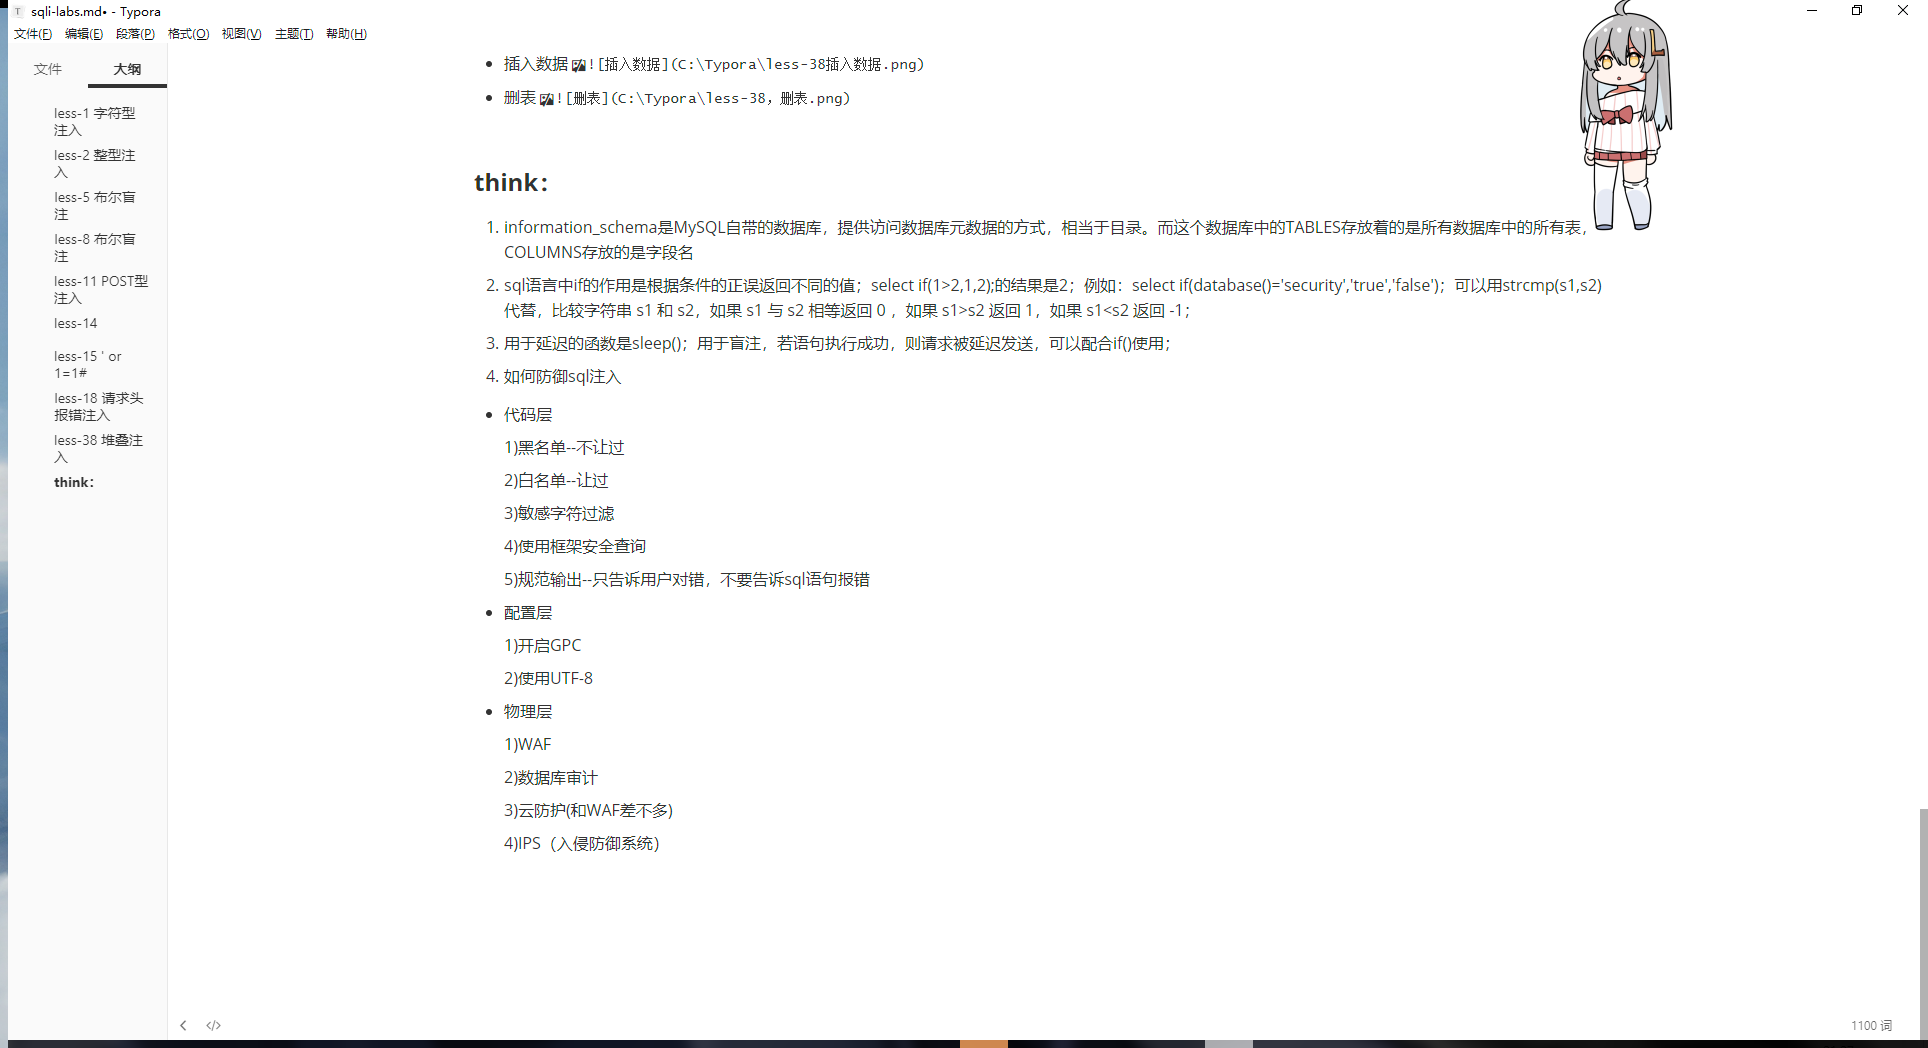 sqli-labs.md• - Typora
文件(F) 编辑(E) 段落(P) 格式(O) 视图(V) 主题(T) 帮助(H)
文件 大纲
less-1 字符型
注入
less-2 整型注
入
less-5 布尔盲
注
less-8 布尔盲
注
less-11 POST型
注入
less-14
less-15 ' or
1=1#
less-18 请求头
报错注入
less-38 堆叠注
入
think：
插入数据![插入数据](C:\Typora\less-38插入数据.png)
删表![删表](C:\Typora\less-38，删表.png)
think：
1. information_schema是MySQL自带的数据库，提供访问数据库元数据的方式，相当于目录。而这个数据库中的TABLES存放着的是所有数据库中的所有表，
COLUMNS存放的是字段名
2. sql语言中if的作用是根据条件的正误返回不同的值；select if(1>2,1,2);的结果是2；例如：select if(database()='security','true','false')；可以用strcmp(s1,s2)
代替，比较字符串 s1 和 s2，如果 s1 与 s2 相等返回 0 ，如果 s1>s2 返回 1，如果 s1<s2 返回 -1；
3. 用于延迟的函数是sleep()；用于盲注，若语句执行成功，则请求被延迟发送，可以配合if()使用；
4. 如何防御sql注入
代码层
1)黑名单--不让过
2)白名单--让过
3)敏感字符过滤
4)使用框架安全查询
5)规范输出--只告诉用户对错，不要告诉sql语句报错
配置层
1)开启GPC
2)使用UTF-8
物理层
1)WAF
2)数据库审计
3)云防护(和WAF差不多)
4)IPS（入侵防御系统）
1100 词